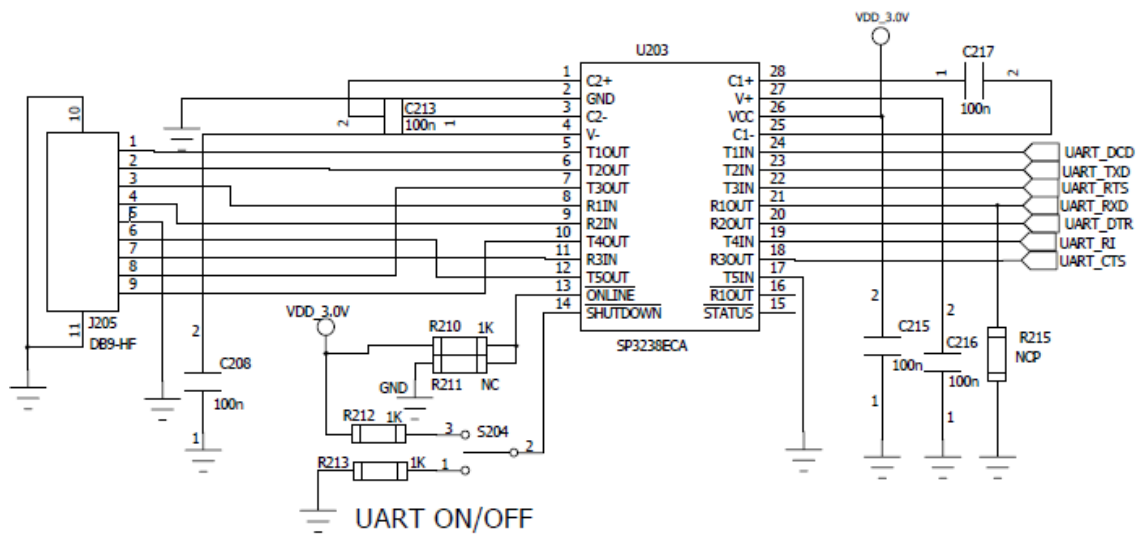 VDD_3.0V
U203
C217
1 C2+ C1+ 28 1 2
2 GND V+ 27 100n
10 C213 3 C2- VCC 26
2 100n 1 4 V- C1- 25
1 5 T1OUT T1IN 24 UART_DCD
2 6 T2OUT T2IN 23 UART_TXD
3 7 T3OUT T3IN 22 UART_RTS
4 8 R1IN R1OUT 21 UART_RXD
5 9 R2IN R2OUT 20 UART_DTR
6 10 T4OUT T4IN 19 UART_RI
7 11 R3IN R3OUT 18 UART_CTS
8 12 T5OUT T5IN 17
9 13 ONLINE R1OUT 16
14 SHUTDOWN STATUS 15
J205
11 DB9-HF
SP3238ECA
VDD_3.0V
R210 1K
R211 NC
GND
2 C208
100n
1
2 C215
100n
1
2 C216
100n
1
R215
NCP
R212 1K 3 S204
2
R213 1K 1
UART ON/OFF